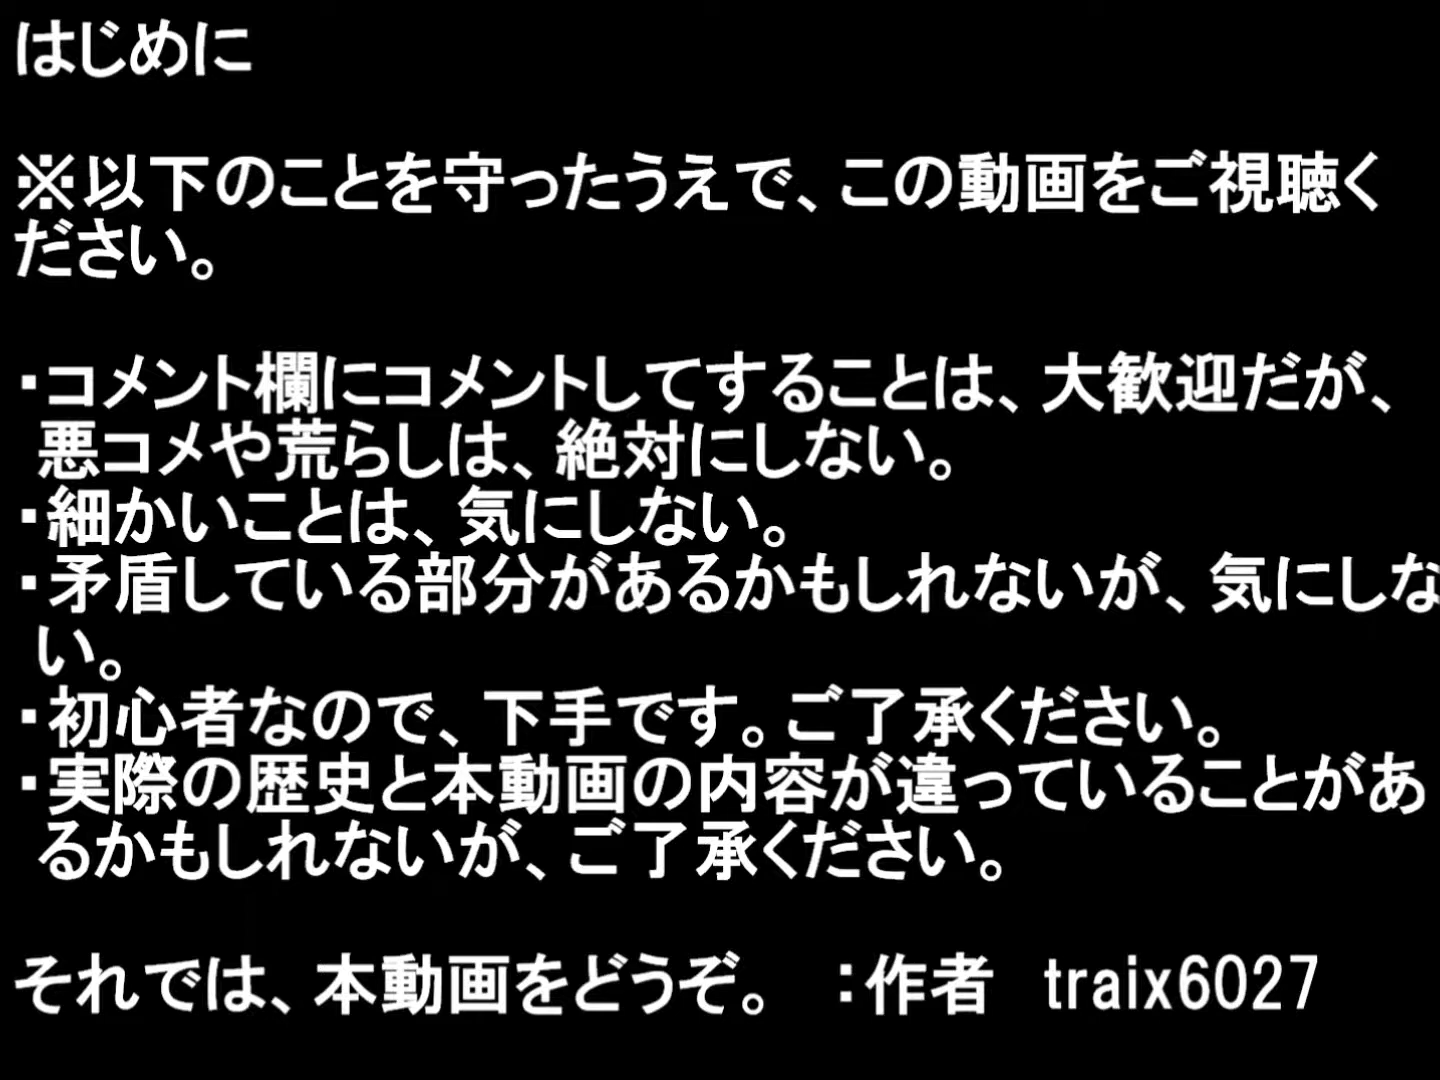 はじめに
※以下のことを守ったうえで、この動画をご視聴く
ださい。
・コメント欄にコメントしてすることは、大歓迎だが、
悪コメや荒らしは、絶対にしない。
・細かいことは、気にしない。
・矛盾している部分があるかもしれないが、気にしな
い。
・初心者なので、下手です。ご了承ください。
・実際の歴史と本動画の内容が違っていることがあ
るかもしれないが、ご了承ください。
それでは、本動画をどうぞ。　：作者　traix6027